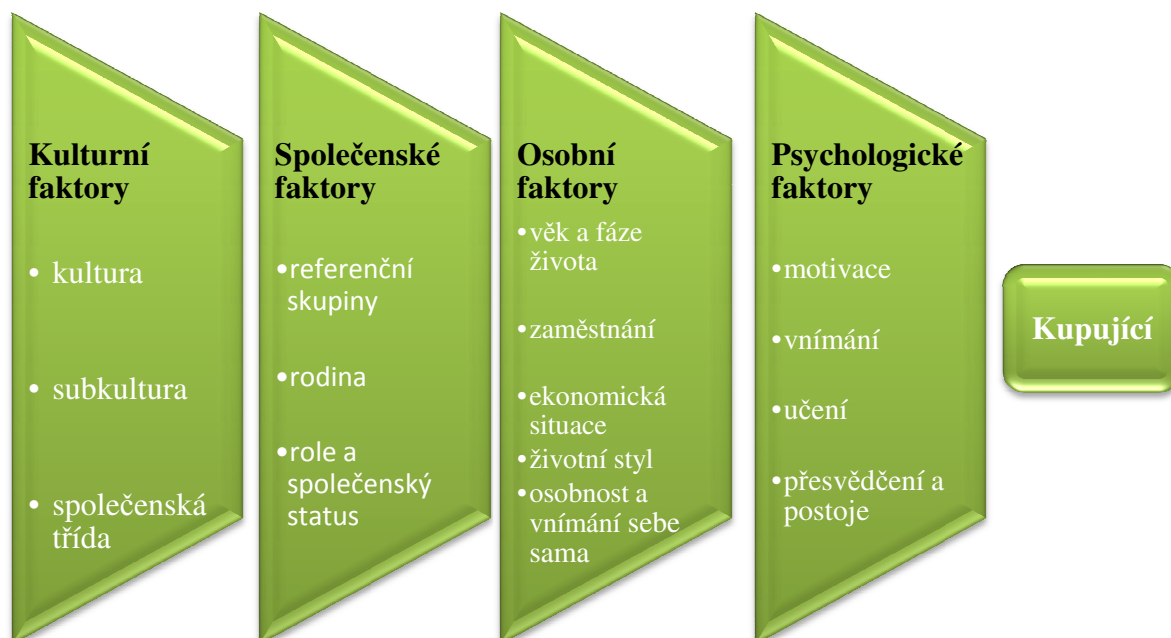 Kulturní
faktory
• kultura
• subkultura
• společenská
třída
Společenské
faktory
•referenční
skupiny
•rodina
•role a
společenský
status
Osobní
faktory
•věk a fáze
života
•zaměstnání
•ekonomická
situace
•životní styl
•osobnost a
vnímání sebe
sama
Psychologické
faktory
•motivace
•vnímání
•učení
•přesvědčení a
postoje
Kupující